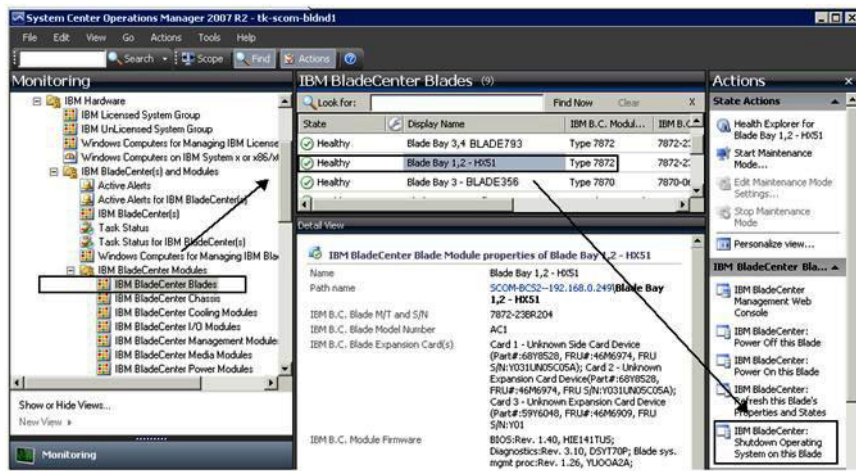 System Center Operations Manager 2007 R2 - tk-scom-bldnd1
File Edit View Go Actions Tools Help
Search Scope Find Actions
Monitoring
IBM Hardware
IBM Licensed System Group
IBM UnLicensed System Group
Windows Computers for Managing IBM License
Windows Computers on IBM System x or x86/x
IBM BladeCenter(s) and Modules
Active Alerts
Active Alerts for IBM BladeCenter(s)
IBM BladeCenter(s)
Task Status
Task Status for IBM BladeCenter(s)
Windows Computers for Managing IBM Bla
IBM BladeCenter Modules
IBM BladeCenter Blades
IBM BladeCenter Chassis
IBM BladeCenter Cooling Modules
IBM BladeCenter I/O Modules
IBM BladeCenter Management Module
IBM BladeCenter Media Modules
IBM BladeCenter Power Modules
Show or Hide Views...
New View
Monitoring
IBM BladeCenter Blades (9)
Look for: Find Now Clear X
State Display Name IBM B.C. Modul... IBM B.C
Healthy Blade Bay 3,4 BLADE793 Type 7872 7872-2
Healthy Blade Bay 1,2 - HX51 Type 7872 7872-2
Healthy Blade Bay 3 - BLADE356 Type 7870 7870-0
Detail View
IBM BladeCenter Blade Module properties of Blade Bay 1,2 - HX51
Name Blade Bay 1,2 - HX51
Path name SCOM-BCS2--192.168.0.249\Blade Bay
1,2 - HX51
IBM B.C. Blade M/T and S/N 7872-23BR204
IBM B.C. Blade Model Number AC1
IBM B.C. Blade Expansion Card(s) Card 1 - Unknown Side Card Device
(Part#:68Y8528, FRU#:46M6974, FRU
S/N:Y031UN05C05A); Card 2 - Unknown
Expansion Card Device(Part#:68Y8528,
FRU#:46M6974, FRU S/N:Y031UN05C05A);
Card 3 - Unknown Expansion Card Device
(Part#:59Y6048, FRU#:46M6909, FRU
S/N:Y01
IBM B.C. Module Firmware BIOS:Rev. 1.40, HIE141TUS;
Diagnostics:Rev. 3.10, DSYT70P; Blade sys.
mgmt proc:Rev. 1.26, YUOOA2A;
Actions x
State Actions
Health Explorer for
Blade Bay 1,2 - HX51
Start Maintenance
Mode...
Edit Maintenance Mode
Settings...
Stop Maintenance
Mode
Personalize view...
IBM BladeCenter Bla...
IBM BladeCenter
Management Web
Console
IBM BladeCenter:
Power Off this Blade
IBM BladeCenter:
Power On this Blade
IBM BladeCenter:
Refresh this Blade's
Properties and States
IBM BladeCenter:
Shutdown Operating
System on this Blade